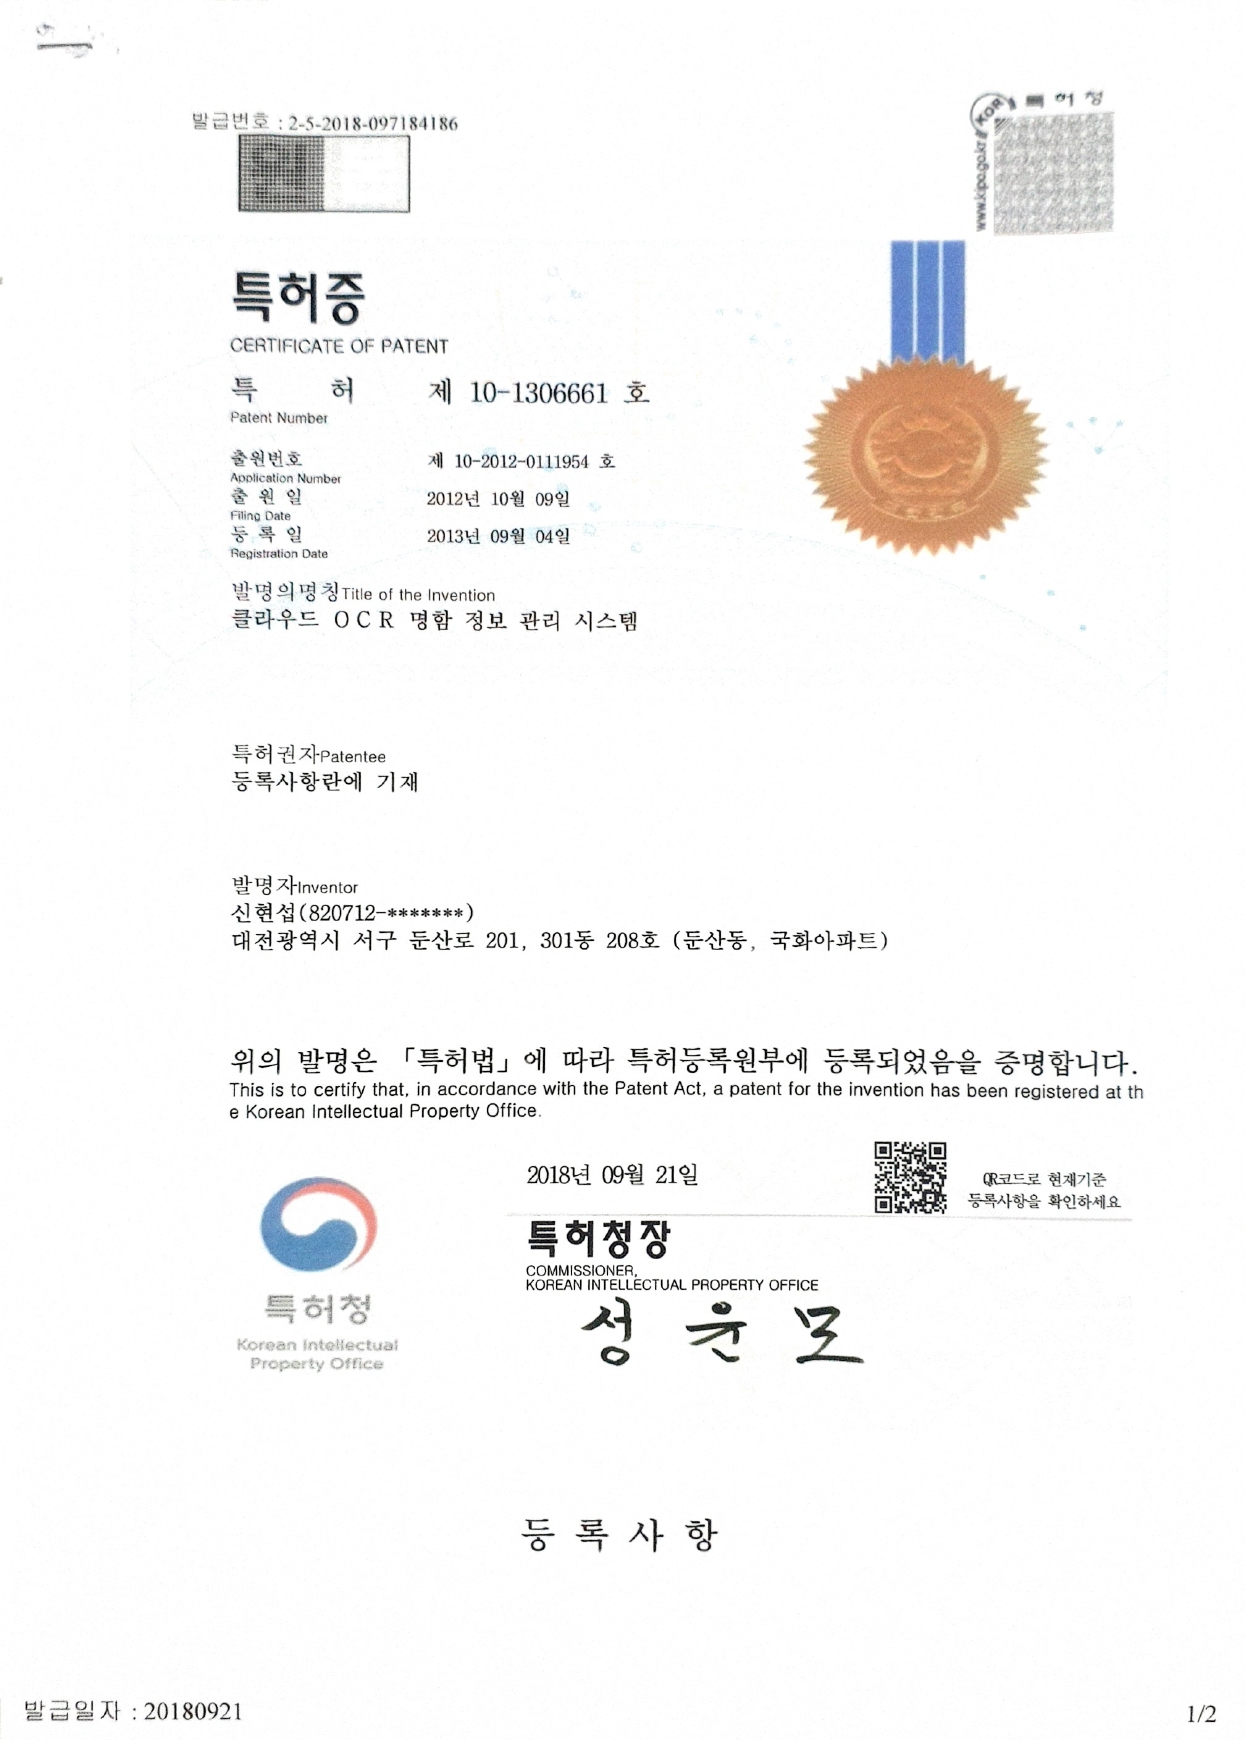 발급번호 : 2-5-2018-097184186
KOR 특허청
www.kipo.go.kr
특허증
CERTIFICATE OF PATENT
특 허 제 10-1306661 호
Patent Number
출원번호 제 10-2012-0111954 호
Application Number
출 원 일 2012년 10월 09일
Filing Date
등 록 일 2013년 09월 04일
Registration Date
발명의명칭Title of the Invention
클라우드 OCR 명함 정보 관리 시스템
특허권자Patentee
등록사항란에 기재
발명자Inventor
신현섭(820712-*******)
대전광역시 서구 둔산로 201, 301동 208호 (둔산동, 국화아파트)
위의 발명은 「특허법」에 따라 특허등록원부에 등록되었음을 증명합니다.
This is to certify that, in accordance with the Patent Act, a patent for the invention has been registered at th
e Korean Intellectual Property Office.
2018년 09월 21일
QR코드로 현재기준
등록사항을 확인하세요
특허청장
COMMISSIONER,
KOREAN INTELLECTUAL PROPERTY OFFICE
성 윤 모
특허청
Korean Intellectual
Property Office
등 록 사 항
발급일자 : 20180921
1/2